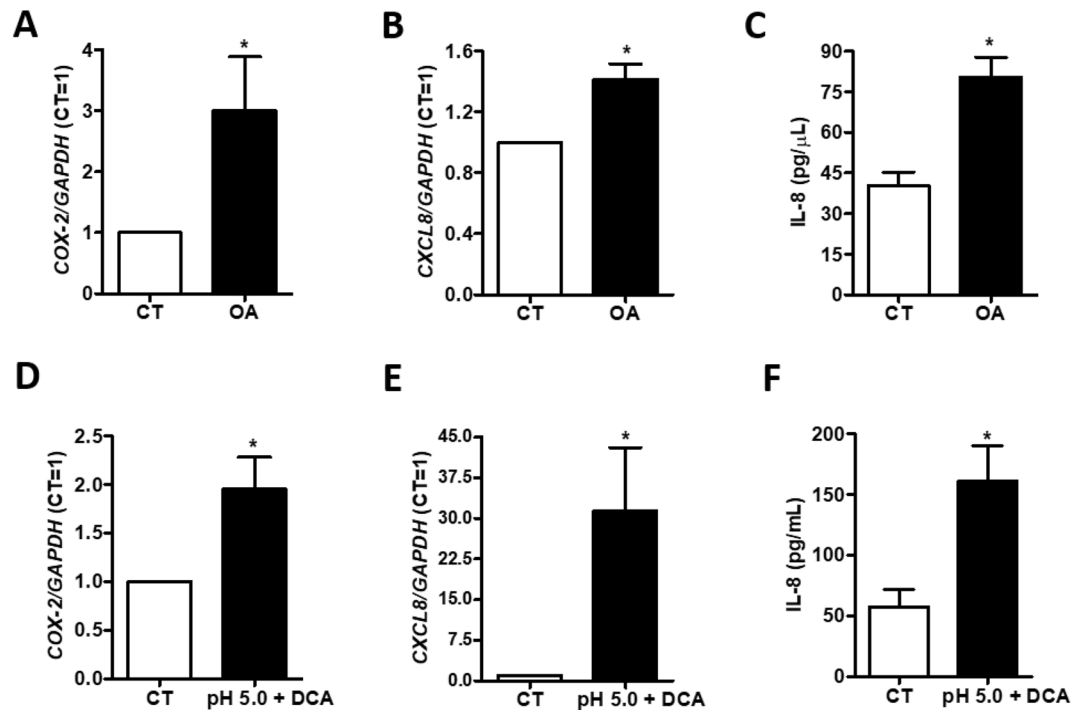 A
COX-2/GAPDH (CT=1)
4
3
2
1
0
*
CT
OA
B
CXCL8/GAPDH (CT=1)
1.6
1.2
0.8
0.4
0.0
*
CT
OA
C
IL-8 (pg/μL)
90
75
60
45
30
15
0
*
CT
OA
D
COX-2/GAPDH (CT=1)
2.5
2.0
1.5
1.0
0.5
0.0
*
CT
pH 5.0 + DCA
E
CXCL8/GAPDH (CT=1)
45.0
37.5
30.0
22.5
15.0
7.5
0.0
*
CT
pH 5.0 + DCA
F
IL-8 (pg/mL)
200
150
100
50
0
*
CT
pH 5.0 + DCA